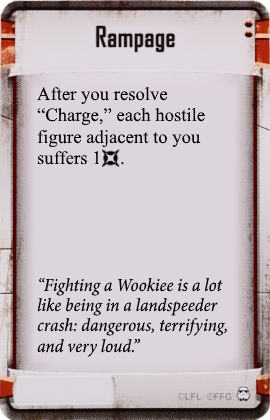 Rampage
After you resolve
“Charge,” each hostile
figure adjacent to you
suffers 1.
“Fighting a Wookiee is a lot
like being in a landspeeder
crash: dangerous, terrifying,
and very loud.”
©LFL ©FFG